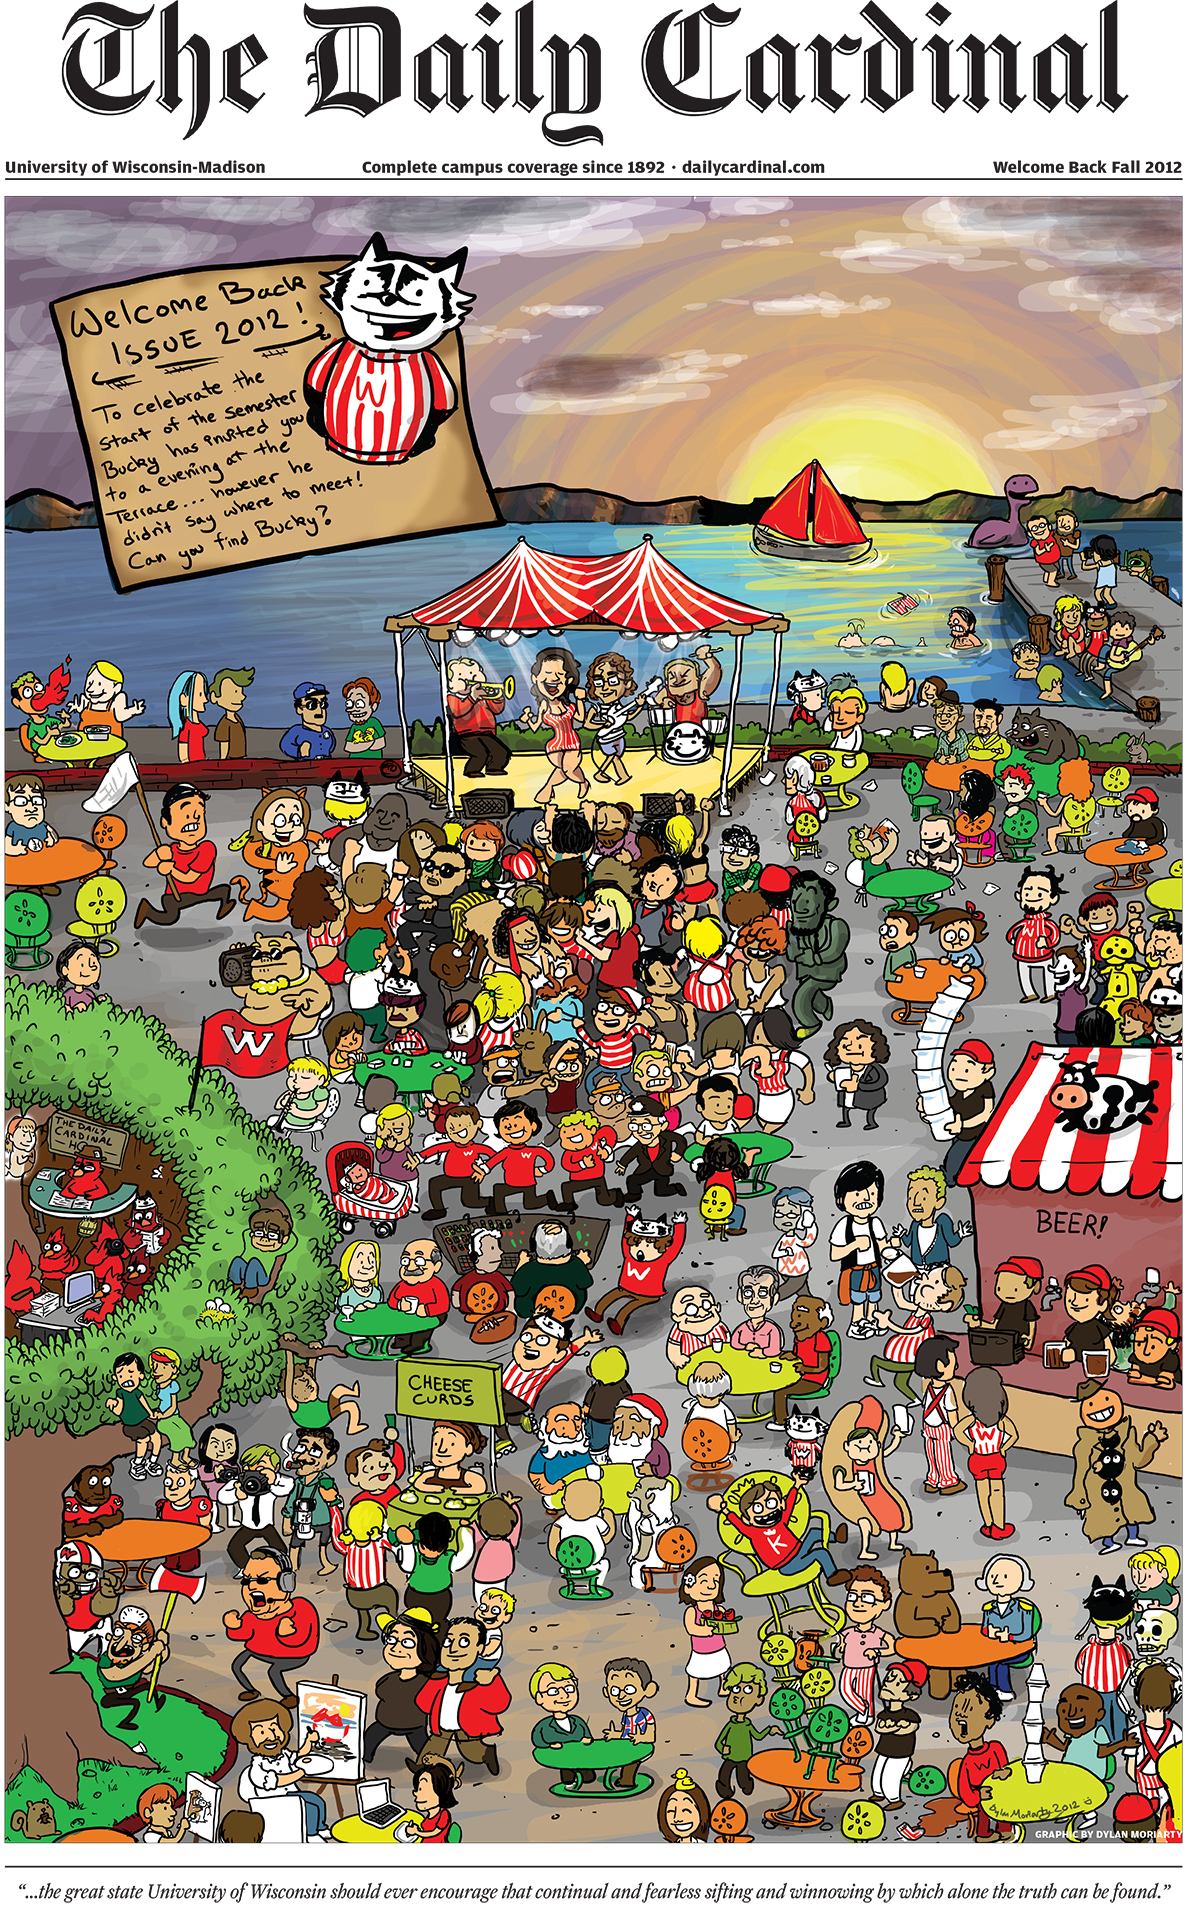 The Daily Cardinal
University of Wisconsin-Madison
Complete campus coverage since 1892 · dailycardinal.com
Welcome Back Fall 2012
Welcome Back
ISSUE 2012!
To celebrate the
start of the semester
Bucky has invited you
to a evening at the
Terrace... however he
didn't say where to meet!
Can you find Bucky?
W
W
THE DAILY
CARDINAL
HQ
W
W
W
BEER!
CHEESE
CURDS
W
K
Dylan Moriarty 2012
GRAPHIC BY DYLAN MORIARTY
“...the great state University of Wisconsin should ever encourage that continual and fearless sifting and winnowing by which alone the truth can be found.”